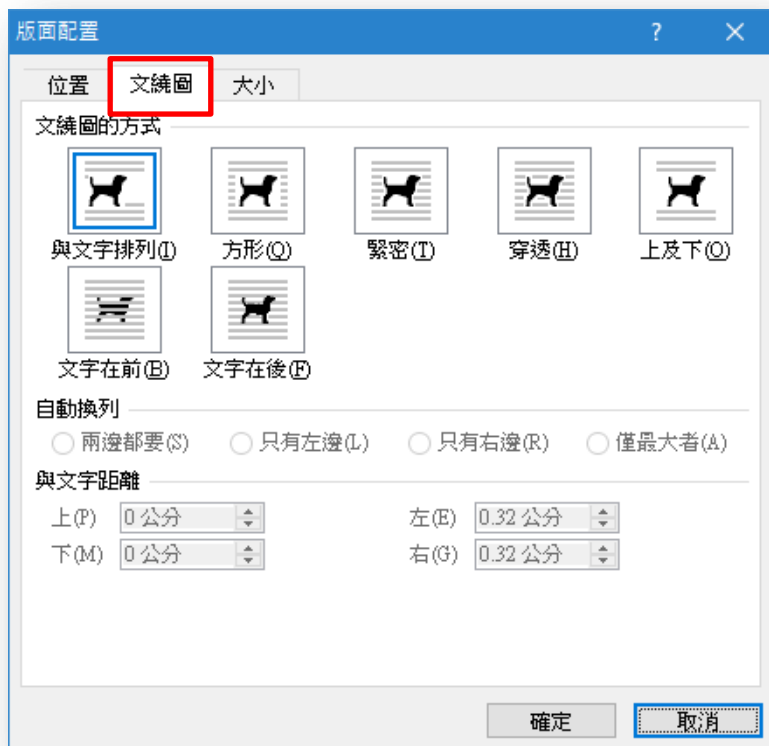 版面配置 ? ×
位置 文繞圖 大小
文繞圖的方式
與文字排列(I) 方形(Q) 緊密(T) 穿透(H) 上及下(O)
文字在前(B) 文字在後(F)
自動換列
兩邊都要(S) 只有左邊(L) 只有右邊(R) 僅最大者(A)
與文字距離
上(P) 0 公分 左(E) 0.32 公分
下(M) 0 公分 右(G) 0.32 公分
確定 取消